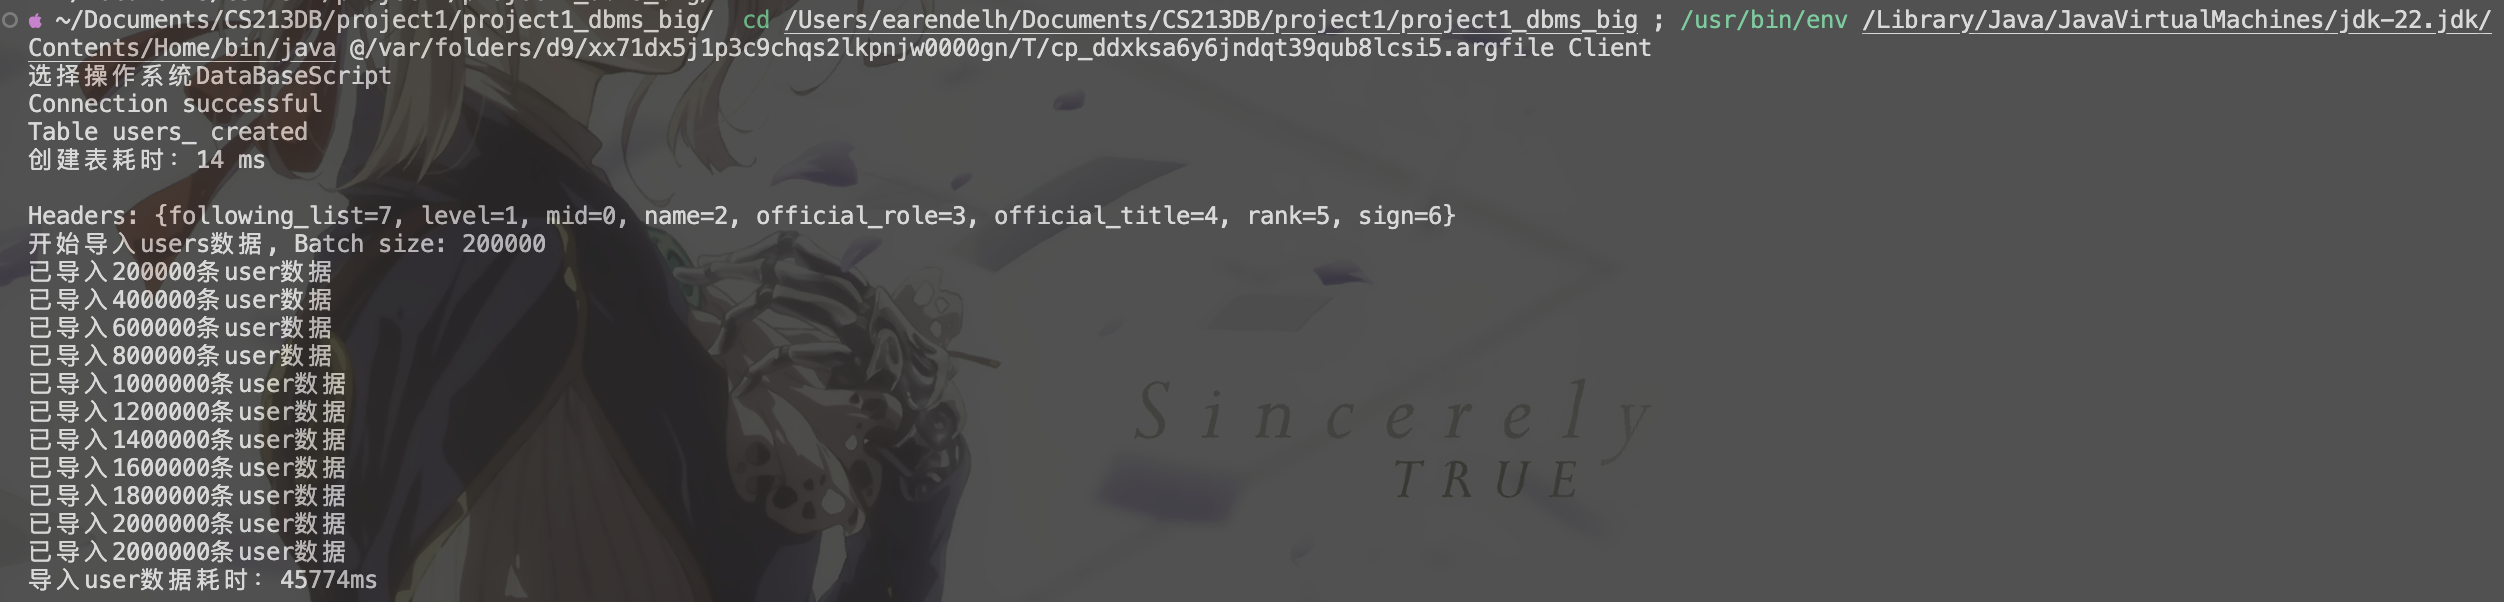 ~/Documents/CS213DB/project1/project1_dbms_big/ cd /Users/earendelh/Documents/CS213DB/project1/project1_dbms_big ; /usr/bin/env /Library/Java/JavaVirtualMachines/jdk-22.jdk/
Contents/Home/bin/java @/var/folders/d9/xx71dx5j1p3c9chqs2lkpnjw0000gn/T/cp_ddxksa6y6jndqt39qub8lcsi5.argfile Client
选择操作系统DataBaseScript
Connection successful
Table users_ created
创建表耗时: 14 ms
Headers: {following_list=7, level=1, mid=0, name=2, official_role=3, official_title=4, rank=5, sign=6}
开始导入users数据, Batch size: 200000
已导入200000条user数据
已导入400000条user数据
已导入600000条user数据
已导入800000条user数据
已导入1000000条user数据
已导入1200000条user数据
已导入1400000条user数据
已导入1600000条user数据
已导入1800000条user数据
已导入2000000条user数据
已导入2000000条user数据
导入user数据耗时: 45774ms
Sincerely
TRUE